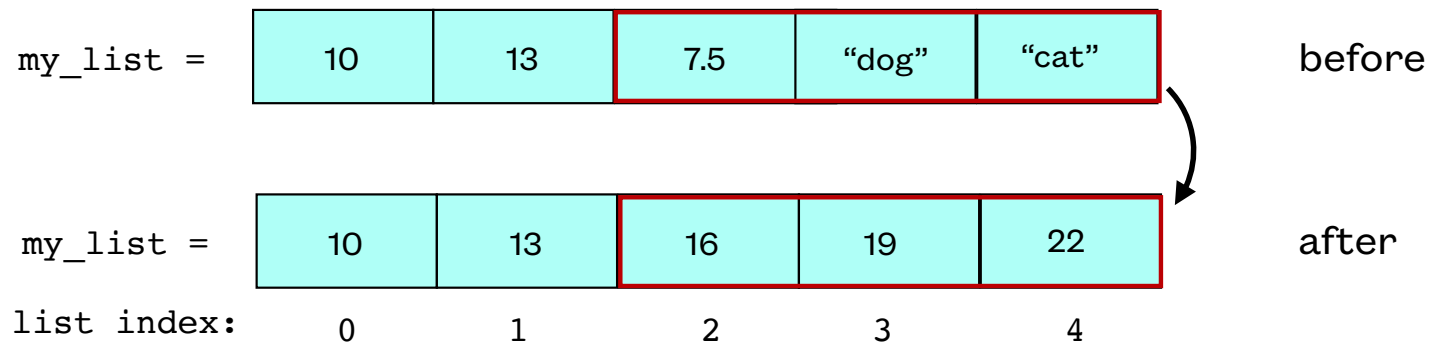 my_list = 10 13 7.5 “dog” “cat” before
my_list = 10 13 16 19 22 after
list index: 0 1 2 3 4